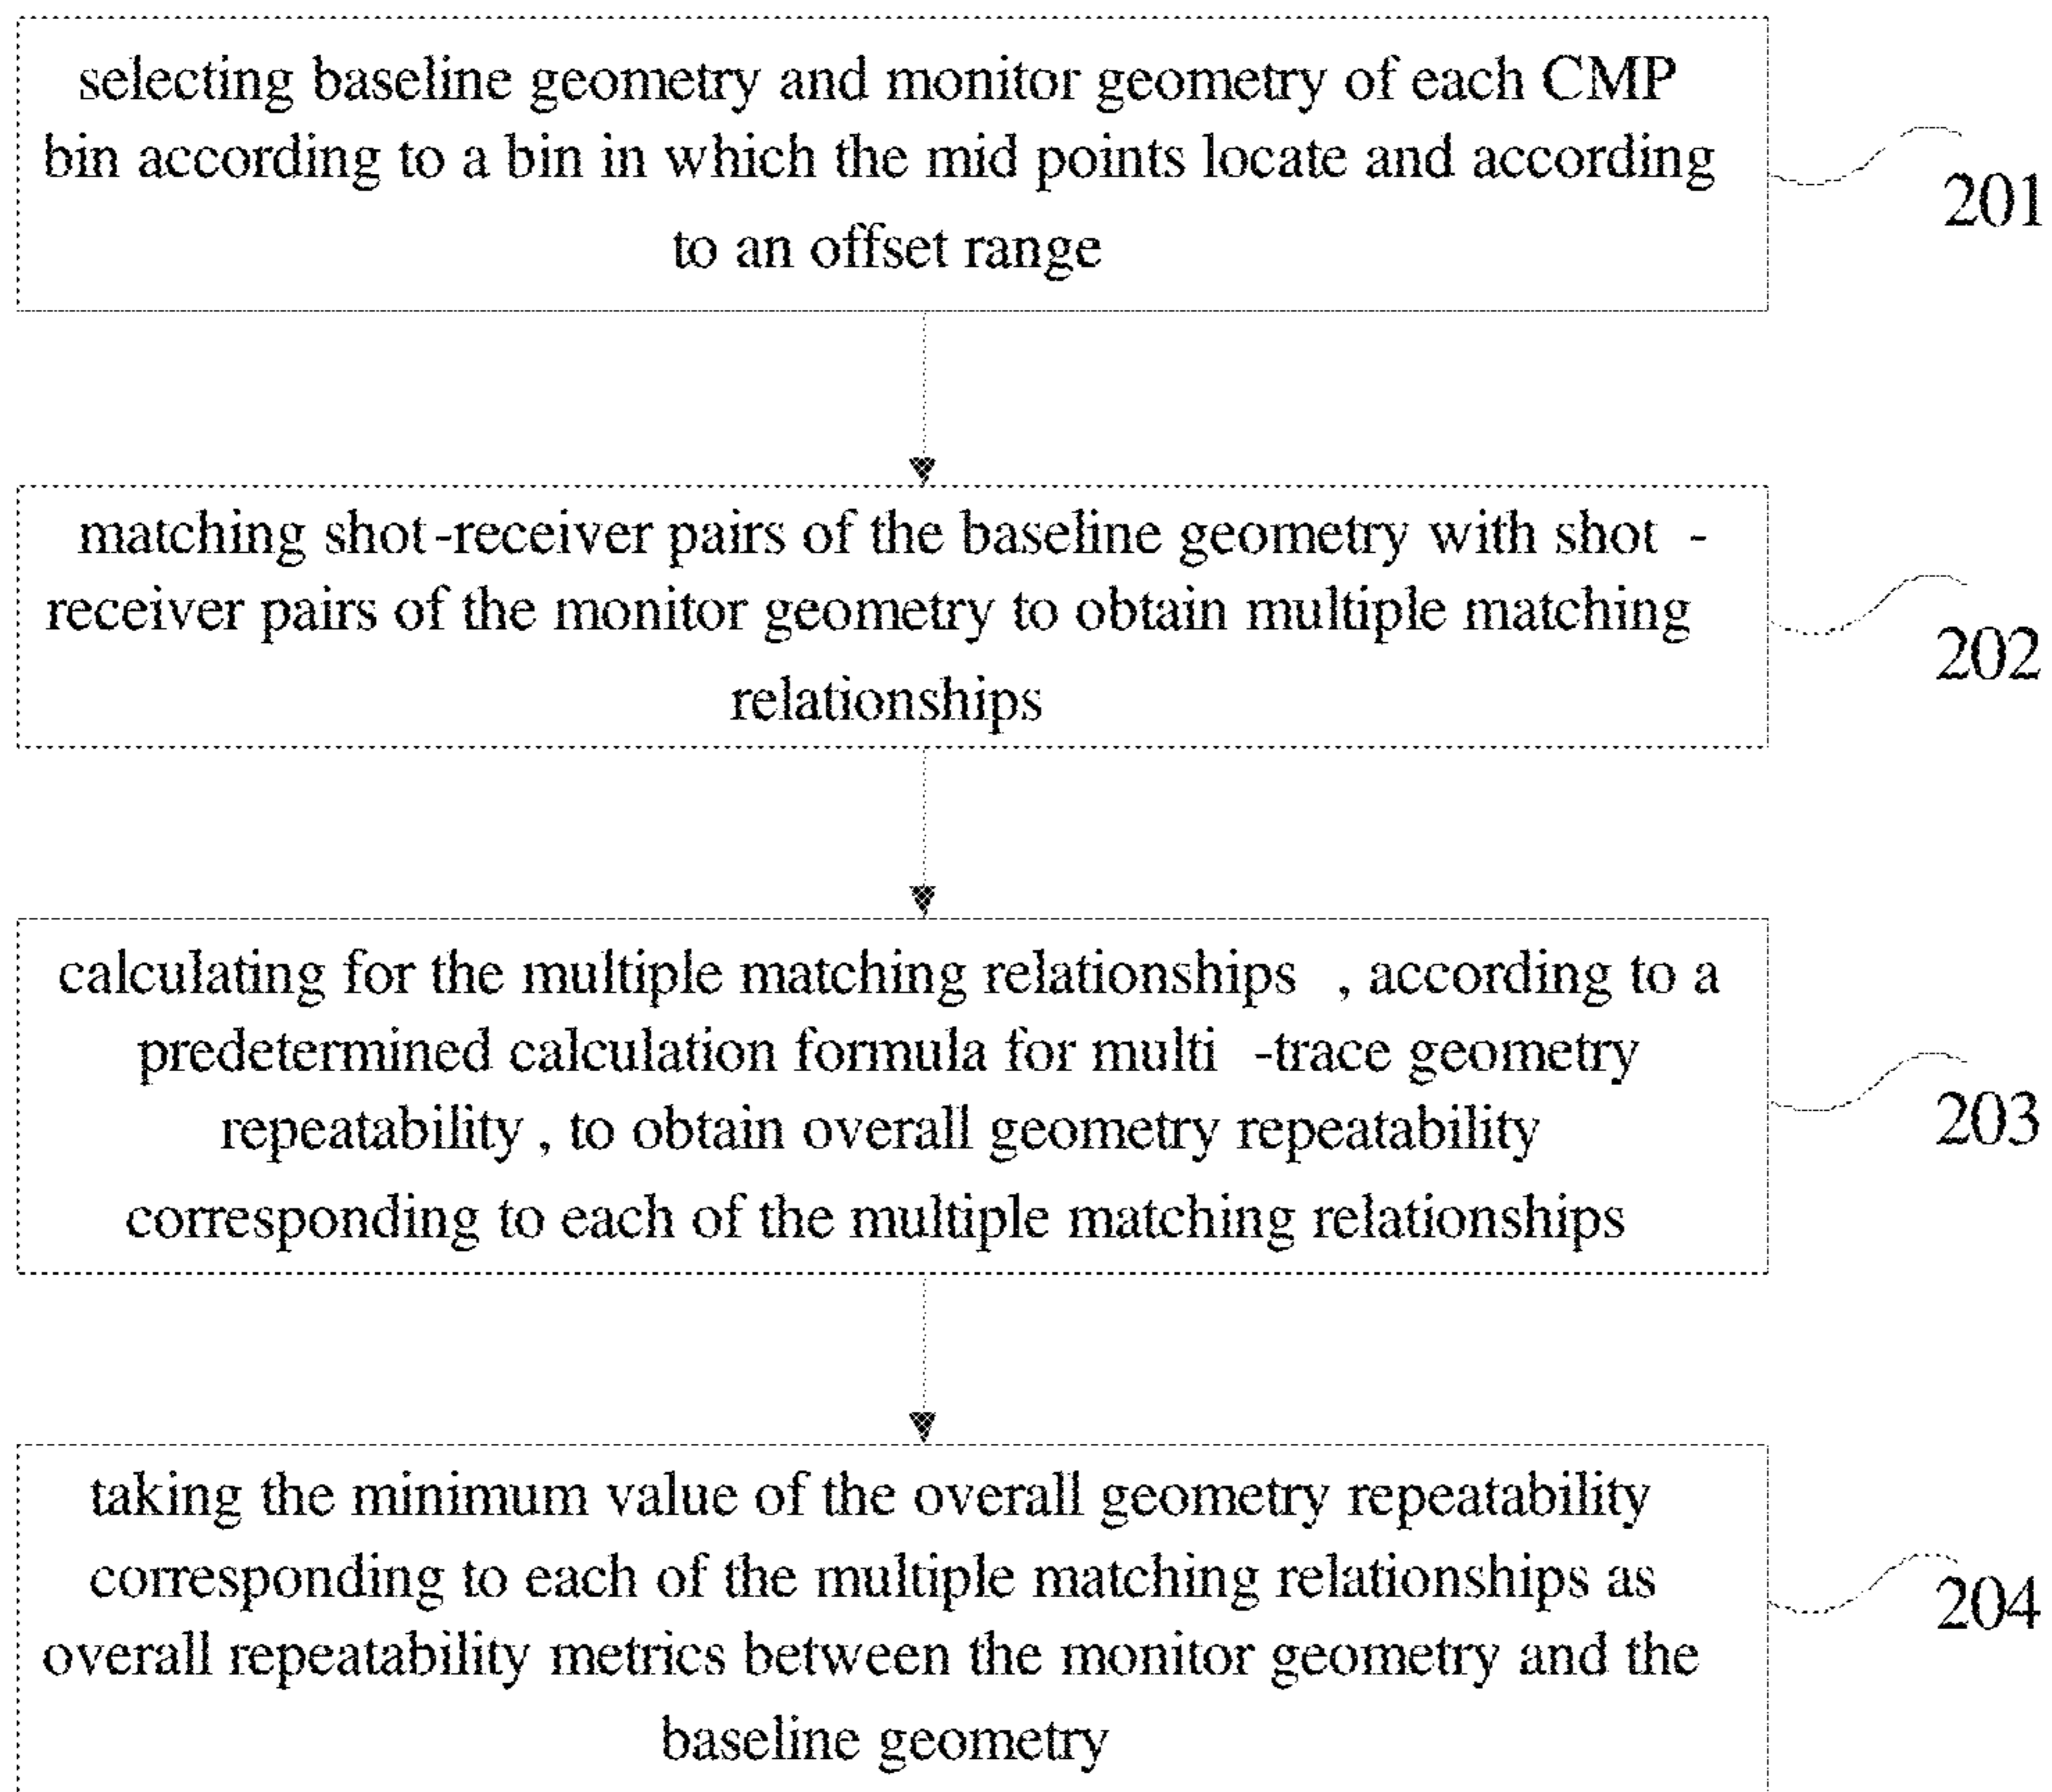 selecting baseline geometry and monitor geometry of each CMP
bin according to a bin in which the mid points locate and according
to an offset range
201
matching shot-receiver pairs of the baseline geometry with shot -
receiver pairs of the monitor geometry to obtain multiple matching
relationships
202
calculating for the multiple matching relationships , according to a
predetermined calculation formula for multi -trace geometry
repeatability , to obtain overall geometry repeatability
corresponding to each of the multiple matching relationships
203
taking the minimum value of the overall geometry repeatability
corresponding to each of the multiple matching relationships as
overall repeatability metrics between the monitor geometry and the
baseline geometry
204